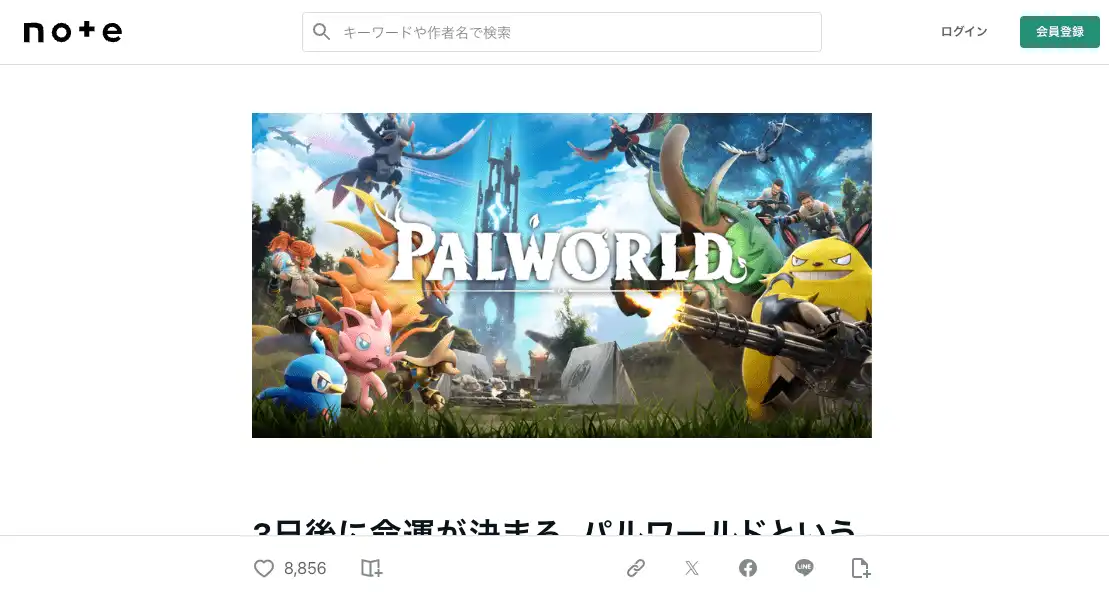 note
キーワードや作者名で検索
ログイン
会員登録
PALWORLD
3日後に命運が決まる、パルワールドという
8,856
LINE